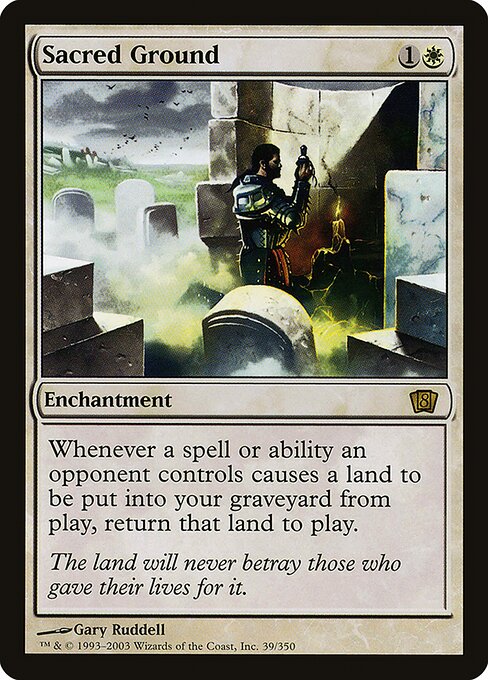 Sacred Ground 1
Enchantment 8
Whenever a spell or ability an
opponent controls causes a land to
be put into your graveyard from
play, return that land to play.
The land will never betray those who
gave their lives for it.
Gary Ruddell
™ & © 1993–2003 Wizards of the Coast, Inc. 39/350